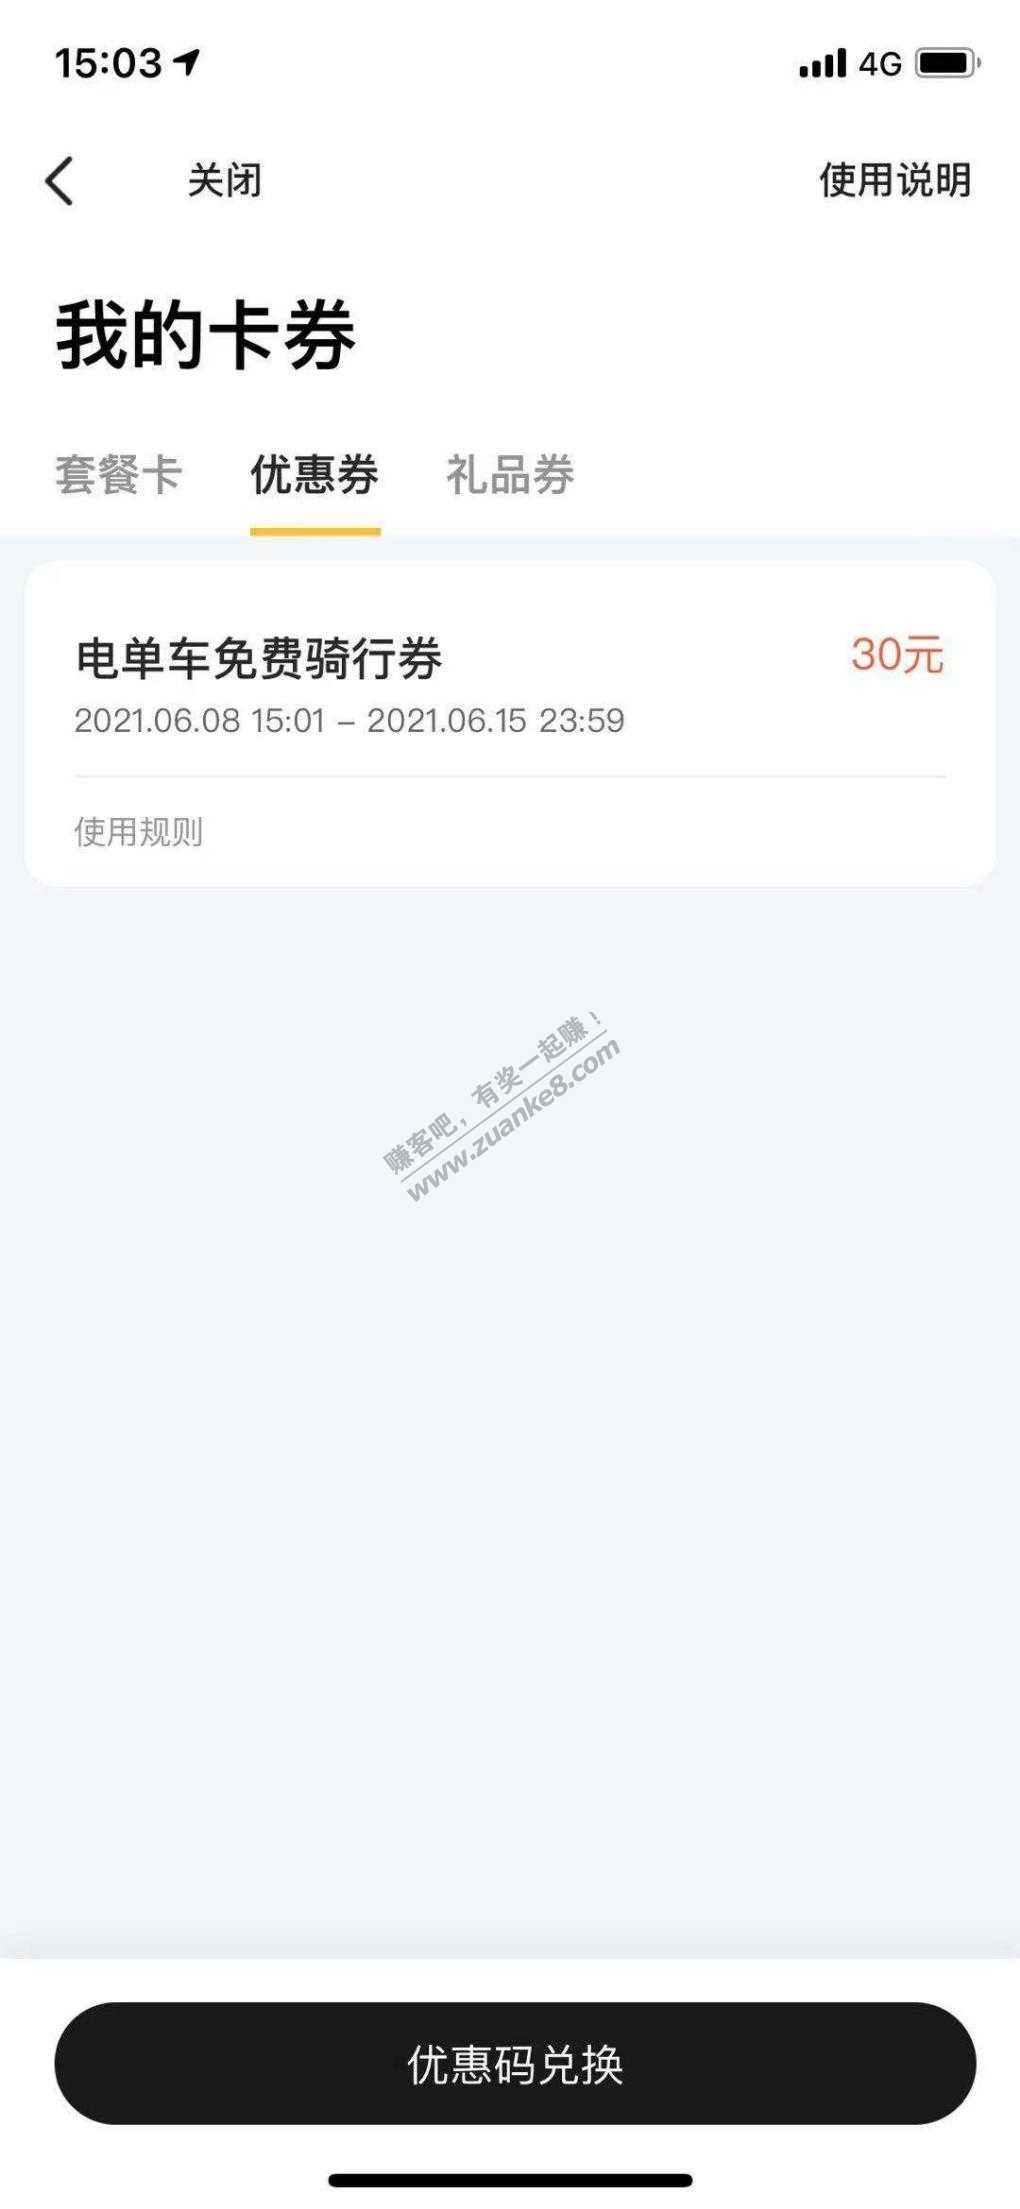 15:03 4G
关闭 使用说明
我的卡券
套餐卡 优惠券 礼品券
电单车免费骑行券 30元
2021.06.08 15:01 – 2021.06.15 23:59
使用规则
赚客吧，有奖一起赚！
www.zuanke8.com
优惠码兑换